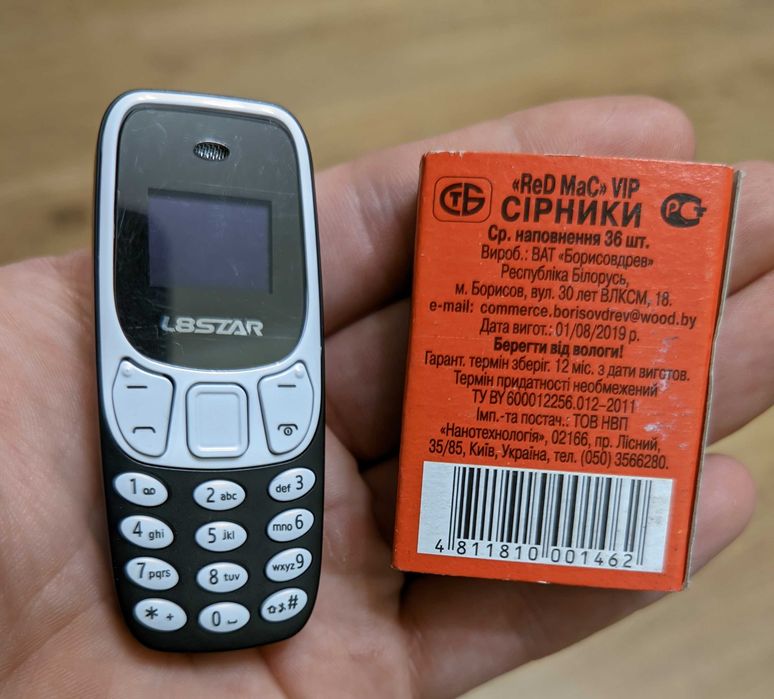 L8STAR
1
2 abc
def 3
4 ghi
5 jkl
mno 6
7 pqrs
8 tuv
wxyz 9
* +
0
#
СТБ
«ReD MaC» VIP
СІРНИКИ
Ср. наповнення 36 шт.
Вироб.: ВАТ «Борисовдрев»
Республіка Білорусь,
м. Борисов, вул. 30 лет ВЛКСМ, 18.
e-mail: commerce.borisovdrev@wood.by
Дата вигот.: 01/08/2019 р.
Берегти від вологи!
Гарант. термін зберіг. 12 міс. з дати виготов.
Термін придатності необмежений
ТУ BY 600012256.012–2011
Імп.-та постач.: ТОВ НВП
«Нанотехнологія», 02166, пр. Лісний,
35/85, Київ, Україна, тел. (050) 3566280.
4 811810 001462